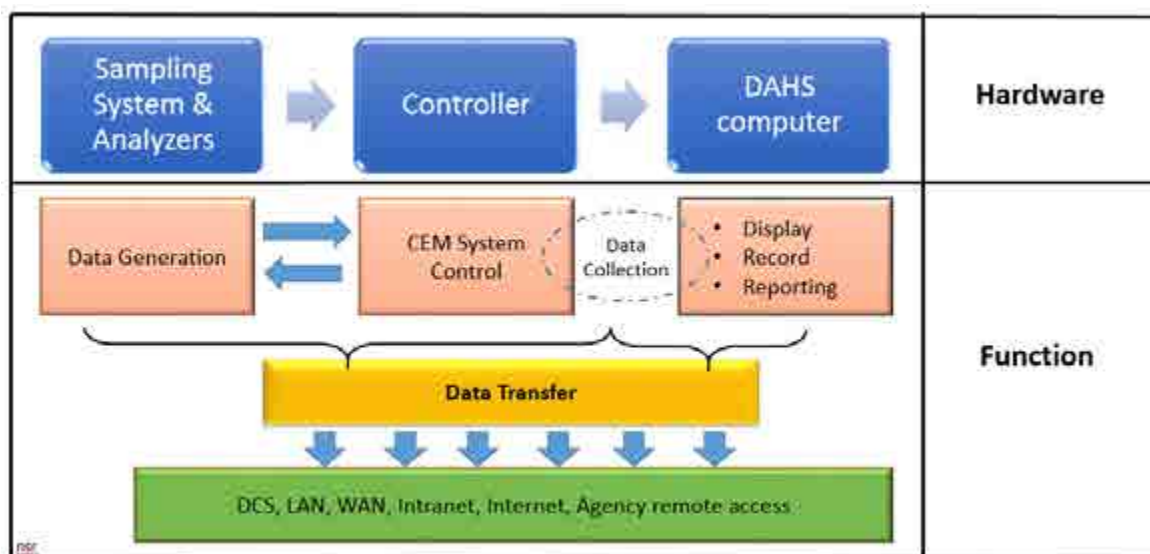 Sampling
System &
Analyzers
Controller
DAHS
computer
Hardware
Data Generation
CEM System
Control
Data
Collection
• Display
• Record
• Reporting
Function
Data Transfer
DCS, LAN, WAN, Intranet, Internet, Agency remote access
nsr